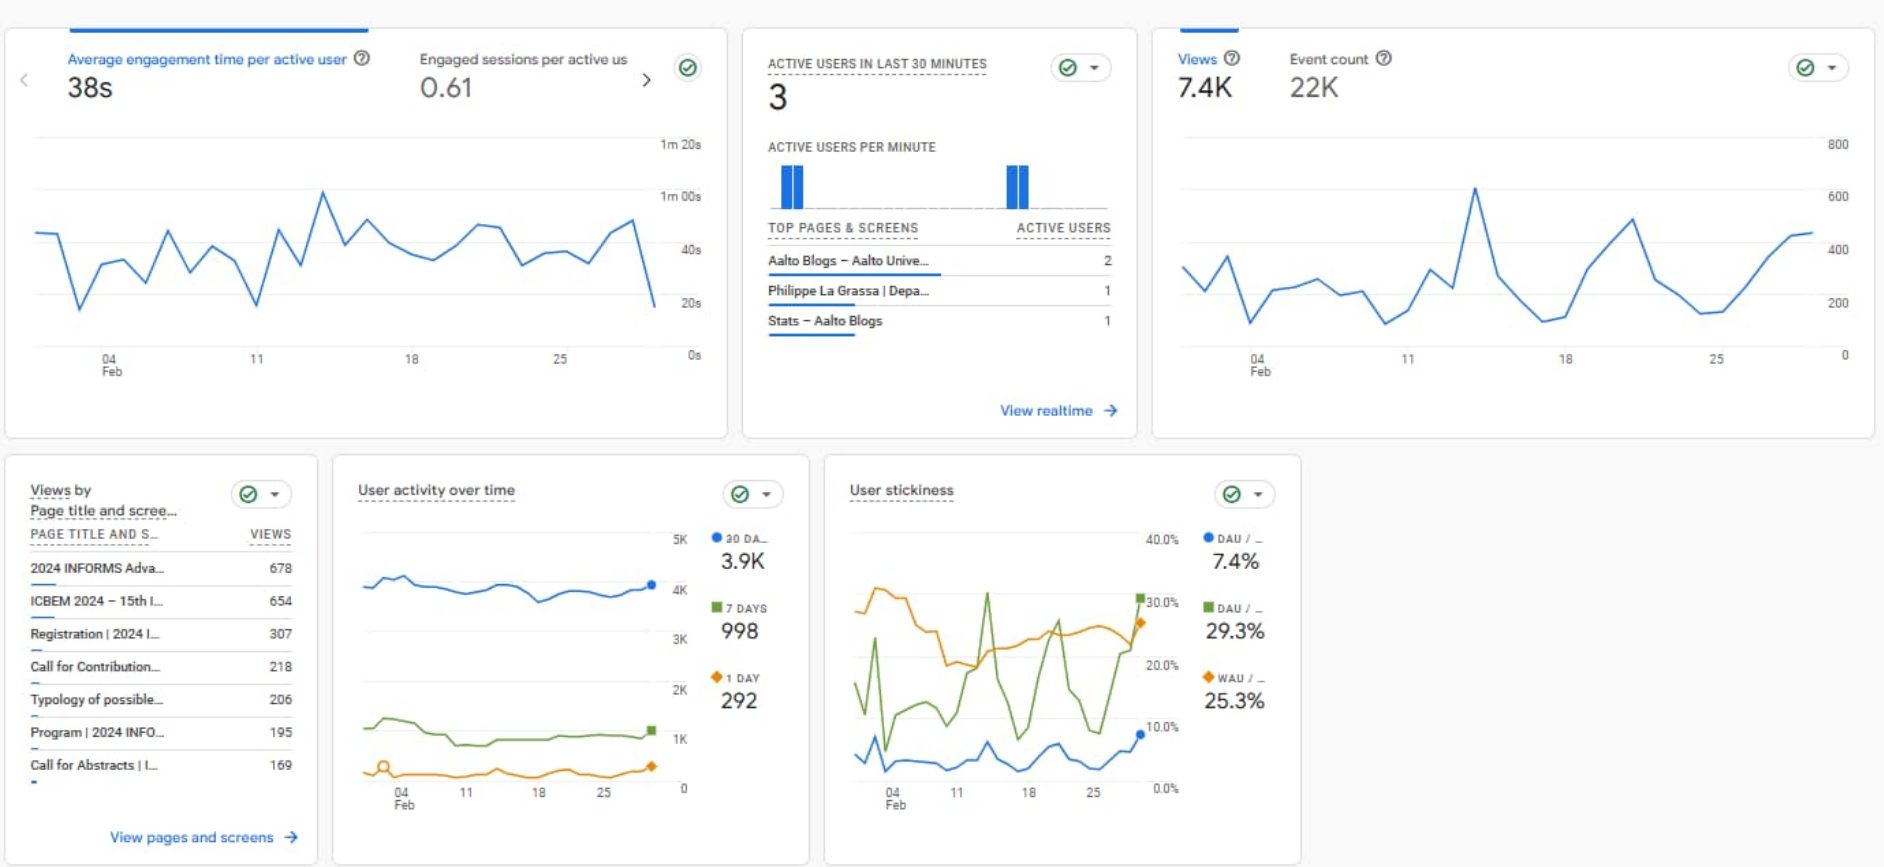 Average engagement time per active user
38s
Engaged sessions per active us
0.61
1m 20s
1m 00s
40s
20s
0s
04
Feb
11
18
25
ACTIVE USERS IN LAST 30 MINUTES
3
ACTIVE USERS PER MINUTE
TOP PAGES & SCREENS ACTIVE USERS
Aalto Blogs – Aalto Unive... 2
Philippe La Grassa | Depa... 1
Stats – Aalto Blogs 1
View realtime
Views
7.4K
Event count
22K
800
600
400
200
0
04
Feb
11
18
25
Views by
Page title and scree...
PAGE TITLE AND S... VIEWS
2024 INFORMS Adva... 678
ICBEM 2024 – 15th I... 654
Registration | 2024 I... 307
Call for Contribution... 218
Typology of possible... 206
Program | 2024 INFO... 195
Call for Abstracts | I... 169
View pages and screens
User activity over time
5K
4K
3K
2K
1K
0
04
Feb
11
18
25
30 DA...
3.9K
7 DAYS
998
1 DAY
292
User stickiness
40.0%
30.0%
20.0%
10.0%
0.0%
04
Feb
11
18
25
DAU / ...
7.4%
DAU / ...
29.3%
WAU / ...
25.3%